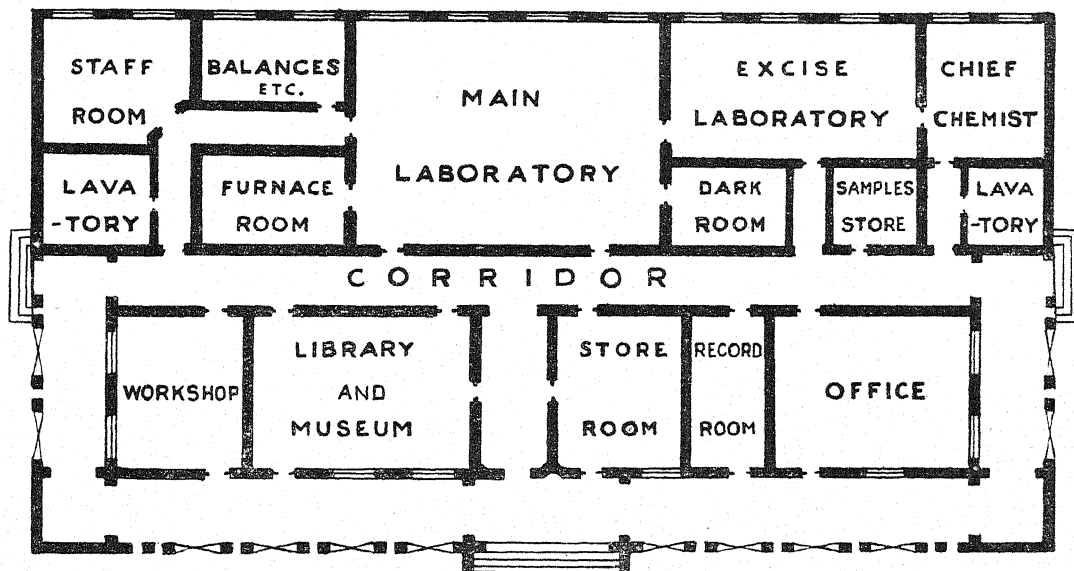 STAFF
ROOM
BALANCES
ETC.
MAIN
LABORATORY
EXCISE
LABORATORY
CHIEF
CHEMIST
LAVA
-TORY
FURNACE
ROOM
DARK
ROOM
SAMPLES
STORE
LAVA
-TORY
CORRIDOR
WORKSHOP
LIBRARY
AND
MUSEUM
STORE
ROOM
RECORD
ROOM
OFFICE